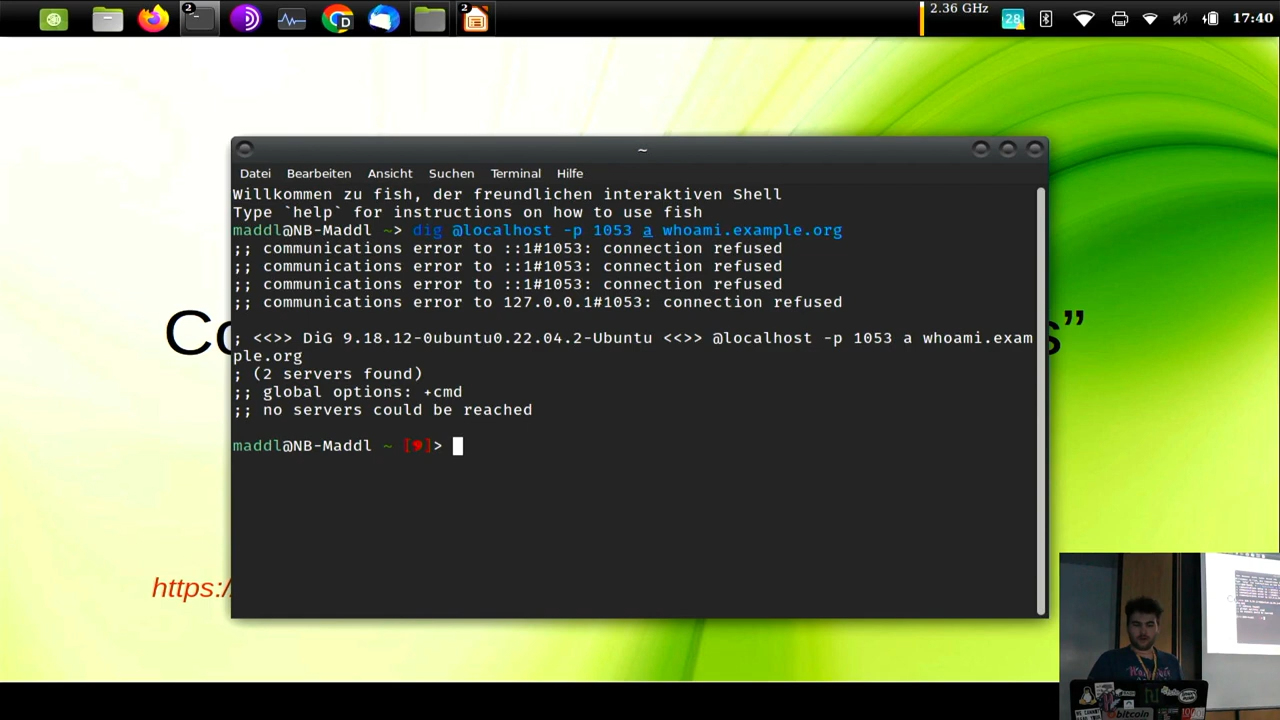 2
2
2.36 GHz
28
17:40
~
Datei Bearbeiten Ansicht Suchen Terminal Hilfe
Willkommen zu fish, der freundlichen interaktiven Shell
Type `help` for instructions on how to use fish
maddl@NB-Maddl ~> dig @localhost -p 1053 a whoami.example.org
;; communications error to ::1#1053: connection refused
;; communications error to ::1#1053: connection refused
;; communications error to ::1#1053: connection refused
;; communications error to 127.0.0.1#1053: connection refused
; <<>> DiG 9.18.12-0ubuntu0.22.04.2-Ubuntu <<>> @localhost -p 1053 a whoami.exam
ple.org
; (2 servers found)
;; global options: +cmd
;; no servers could be reached
maddl@NB-Maddl ~ [9]>
Co
s”
https:/
bitcoin